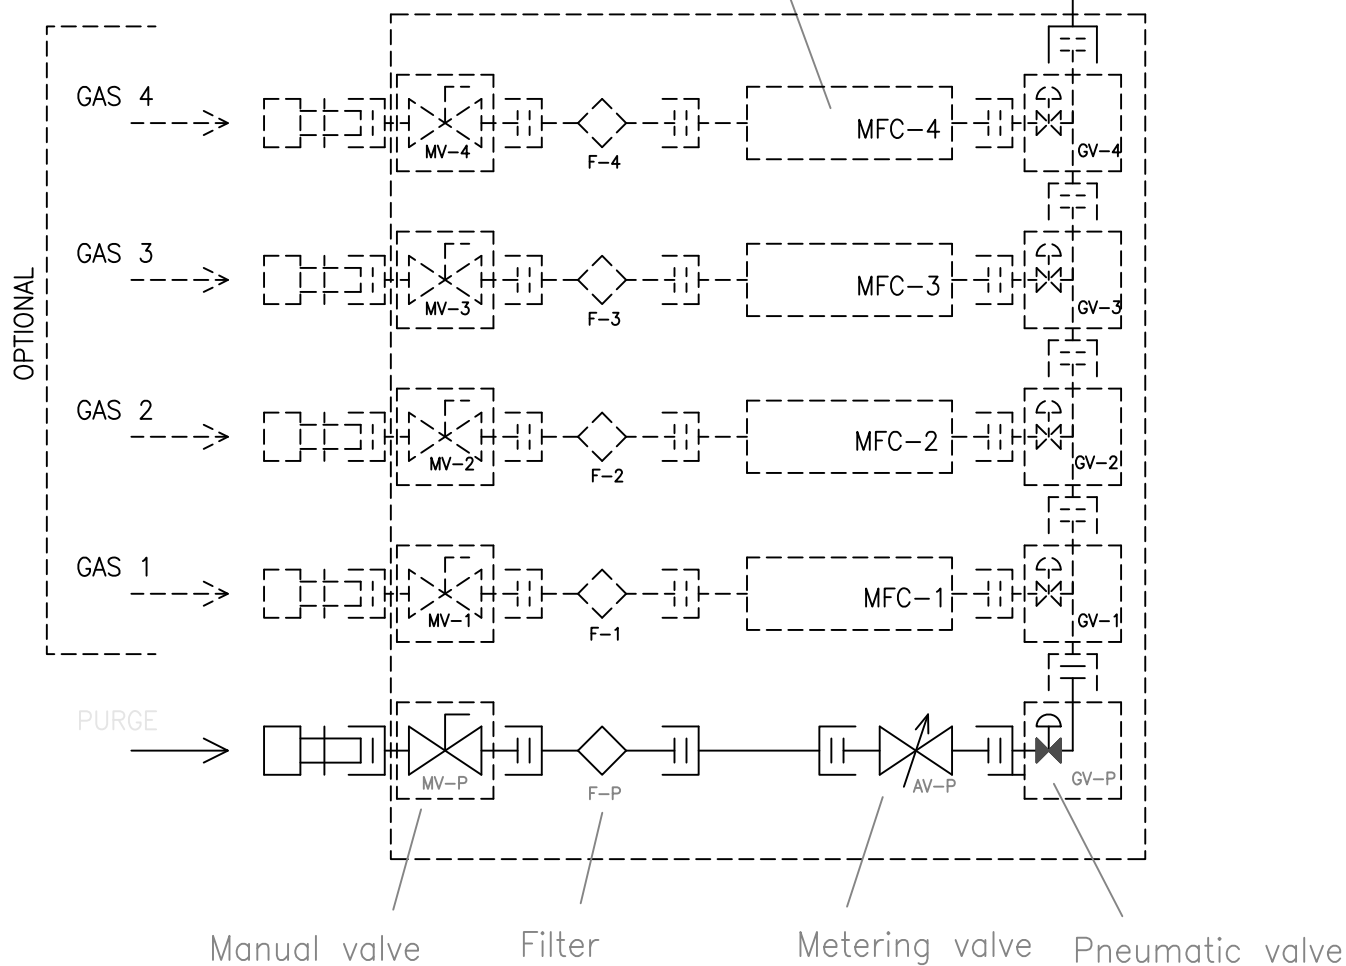 GAS 4
MFC-4
MV-4
F-4
GV-4
GAS 3
MFC-3
MV-3
F-3
GV-3
OPTIONAL
GAS 2
MFC-2
MV-2
F-2
GV-2
GAS 1
MFC-1
MV-1
F-1
GV-1
PURGE
MV-P
F-P
AV-P
GV-P
Manual valve
Filter
Metering valve
Pneumatic valve